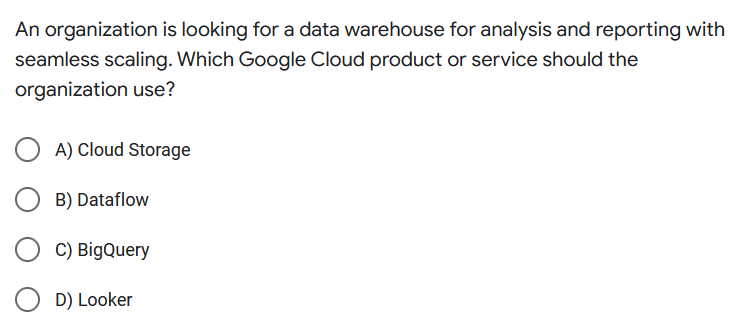 An organization is looking for a data warehouse for analysis and reporting with
seamless scaling. Which Google Cloud product or service should the
organization use?
A) Cloud Storage
B) Dataflow
C) BigQuery
D) Looker